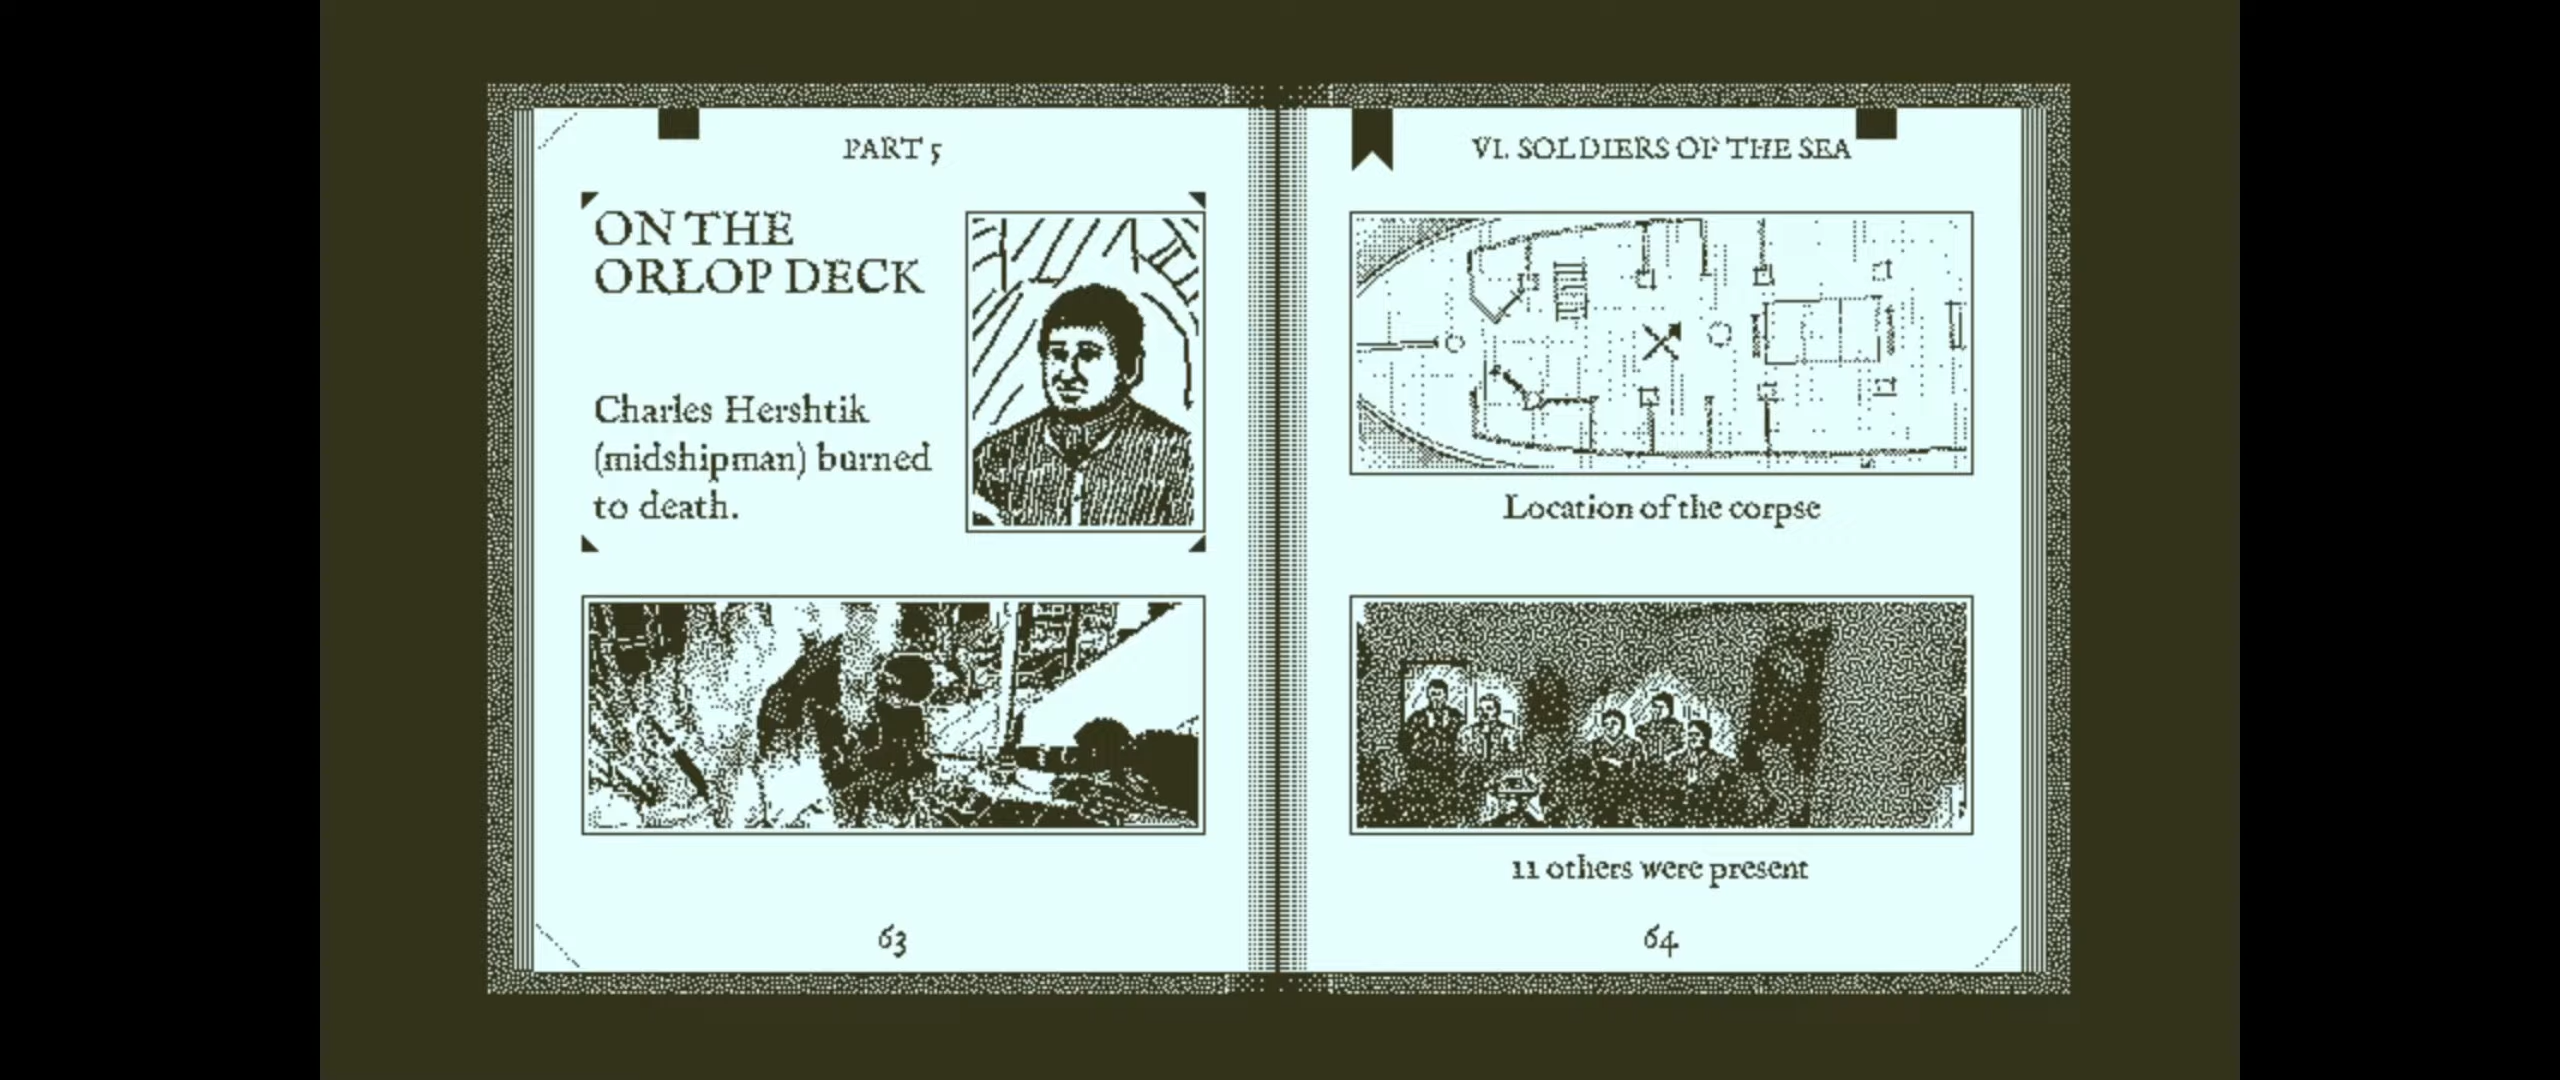 PART 5
ON THE
ORLOP DECK
Charles Hershtik
(midshipman) burned
to death.
63
VI. SOLDIERS OF THE SEA
Location of the corpse
11 others were present
64